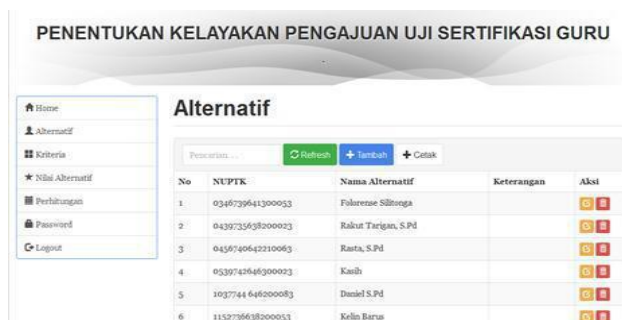 PENENTUKAN KELAYAKAN PENGAJUAN UJI SERTIFIKASI GURU
Home
Alternatif
Kriteria
Nilai Alternatif
Perhitungan
Password
Logout
Alternatif
Pencarian ... Refresh Tambah Cetak
No NUPTK Nama Alternatif Keterangan Aksi
1 0346739641300053 Folorense Silitonga
2 0439735638200023 Rakut Tarigan, S.Pd
3 0456740642210063 Rasta, S.Pd
4 0539742646300023 Kasih
5 1037744 646200083 Daniel S.Pd
6 1152736638200053 Kelin Barus